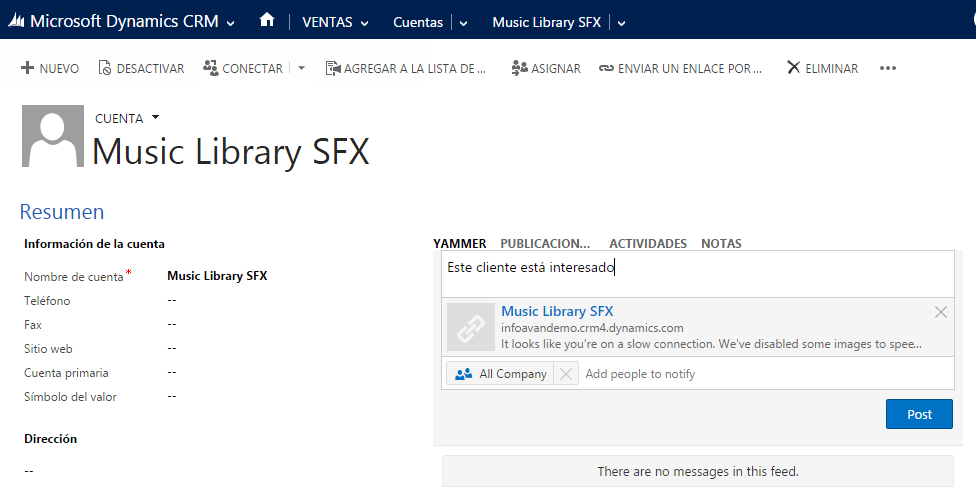 Microsoft Dynamics CRM VENTAS Cuentas Music Library SFX
NUEVO DESACTIVAR CONECTAR AGREGAR A LA LISTA DE ... ASIGNAR ENVIAR UN ENLACE POR ... ELIMINAR
CUENTA
Music Library SFX
Resumen
Información de la cuenta
Nombre de cuenta* Music Library SFX
Teléfono --
Fax --
Sitio web --
Cuenta primaria --
Símbolo del valor --
Dirección
--
YAMMER PUBLICACION... ACTIVIDADES NOTAS
Este cliente está interesado
Music Library SFX
infoavandemo.crm4.dynamics.com
It looks like you're on a slow connection. We've disabled some images to spee...
All Company Add people to notify
Post
There are no messages in this feed.